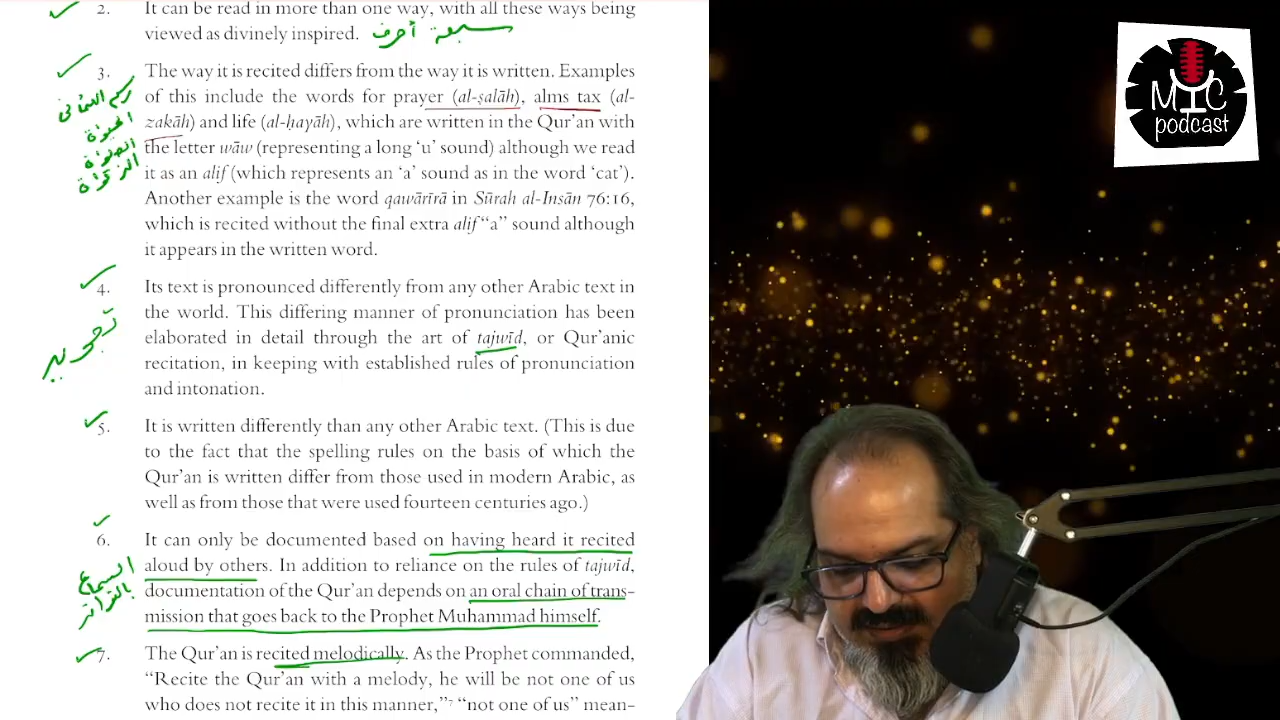 2. It can be read in more than one way, with all these ways being
viewed as divinely inspired. سبعة أحرف
3. The way it is recited differs from the way it is written. Examples
of this include the words for prayer (al-ṣalāh), alms tax (al-
zakāh) and life (al-ḥayāh), which are written in the Qur'an with
the letter wāw (representing a long 'u' sound) although we read
it as an alif (which represents an 'a' sound as in the word 'cat').
Another example is the word qawārīrā in Sūrah al-Insān 76:16,
which is recited without the final extra alif "a" sound although
it appears in the written word.
الحيواة
الصلواة
الزكواة
4. Its text is pronounced differently from any other Arabic text in
the world. This differing manner of pronunciation has been
elaborated in detail through the art of tajwīd, or Qur'anic
recitation, in keeping with established rules of pronunciation
and intonation.
5. It is written differently than any other Arabic text. (This is due
to the fact that the spelling rules on the basis of which the
Qur'an is written differ from those used in modern Arabic, as
well as from those that were used fourteen centuries ago.)
6. It can only be documented based on having heard it recited
aloud by others. In addition to reliance on the rules of tajwīd,
documentation of the Qur'an depends on an oral chain of trans-
mission that goes back to the Prophet Muhammad himself.
السماع
بالتواتر
7. The Qur'an is recited melodically. As the Prophet commanded,
"Recite the Qur'an with a melody, he will be not one of us
who does not recite it in this manner,"⁷ "not one of us" mean-
MIC
podcast